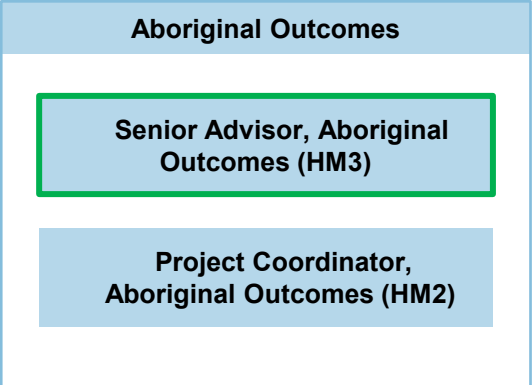 Aboriginal Outcomes
Senior Advisor, Aboriginal
Outcomes (HM3)
Project Coordinator,
Aboriginal Outcomes (HM2)